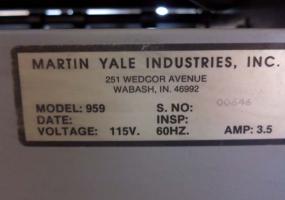 MARTIN YALE INDUSTRIES, INC.
251 WEDCOR AVENUE
WABASH, IN. 46992
MODEL: 959 S. NO: 00646
DATE: INSP:
VOLTAGE: 115V. 60HZ. AMP: 3.5